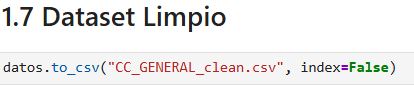 1.7 Dataset Limpio
datos.to_csv("CC_GENERAL_clean.csv", index=False)